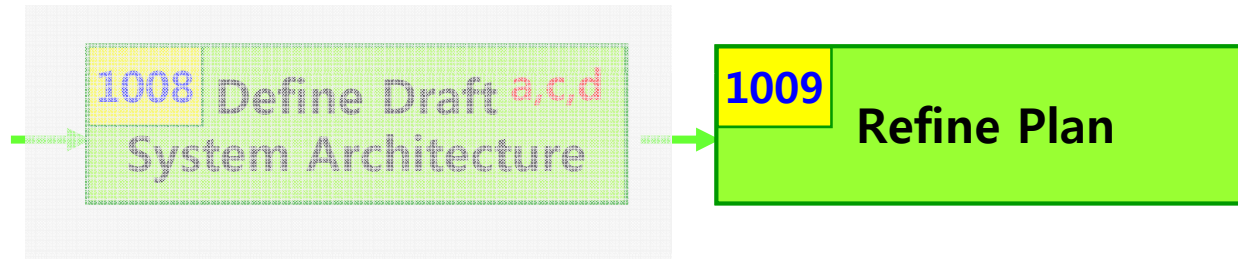 1008
Define Draft a,c,d
System Architecture
1009
Refine Plan